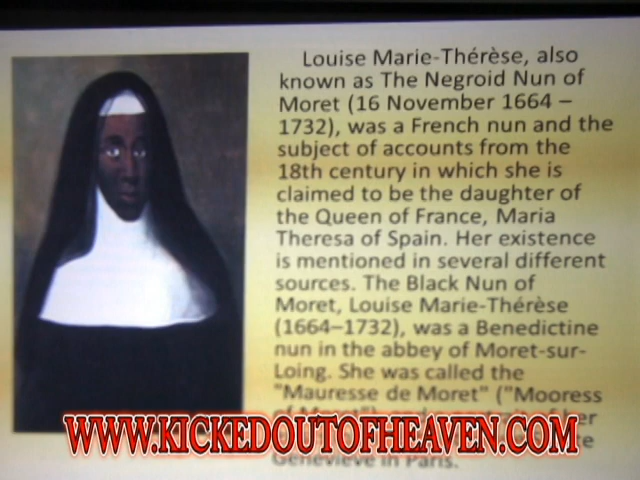 Louise Marie-Thérèse, also
known as The Negroid Nun of
Moret (16 November 1664 –
1732), was a French nun and the
subject of accounts from the
18th century in which she is
claimed to be the daughter of
the Queen of France, Maria
Theresa of Spain. Her existence
is mentioned in several different
sources. The Black Nun of
Moret, Louise Marie-Thérèse
(1664–1732), was a Benedictine
nun in the abbey of Moret-sur-
Loing. She was called the
"Mauresse de Moret" ("Mooress
her
WWW.KICKEDOUTOFHEAVEN.COM
in Paris.